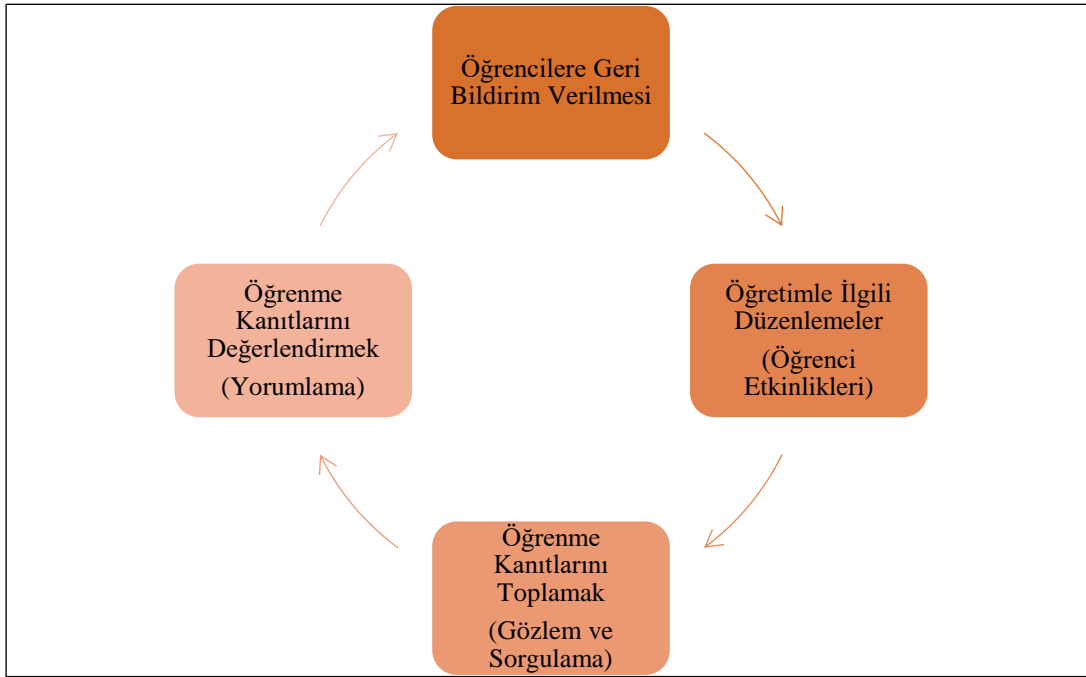 Öğrencilere Geri
Bildirim Verilmesi
Öğretimle İlgili
Düzenlemeler
(Öğrenci
Etkinlikleri)
Öğrenme
Kanıtlarını
Toplamak
(Gözlem ve
Sorgulama)
Öğrenme
Kanıtlarını
Değerlendirmek
(Yorumlama)